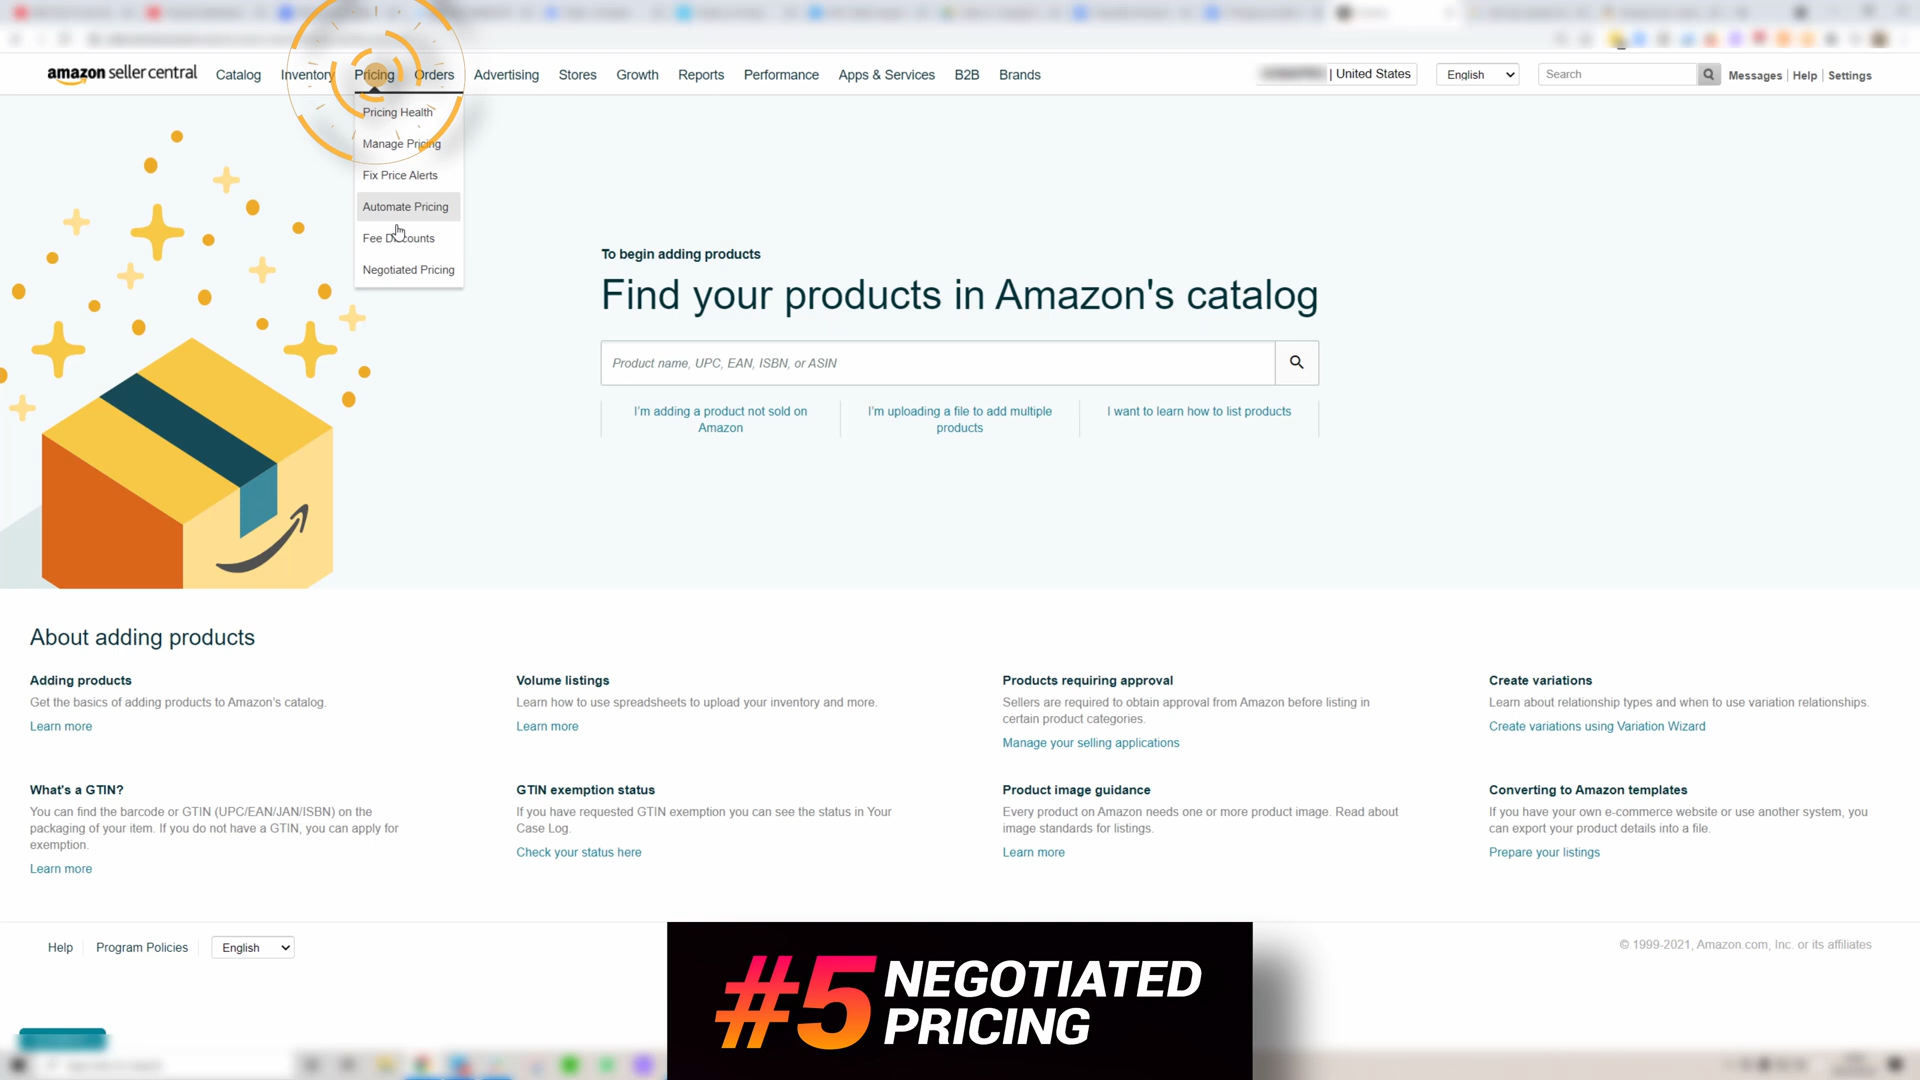 amazon seller central
Catalog
Inventory
Pricing
Orders
Advertising
Stores
Growth
Reports
Performance
Apps & Services
B2B
Brands
| United States
English
Search
Messages | Help | Settings
Pricing Health
Manage Pricing
Fix Price Alerts
Automate Pricing
Fee Discounts
Negotiated Pricing
To begin adding products
Find your products in Amazon's catalog
Product name, UPC, EAN, ISBN, or ASIN
I'm adding a product not sold on
Amazon
I'm uploading a file to add multiple
products
I want to learn how to list products
About adding products
Adding products
Get the basics of adding products to Amazon's catalog.
Learn more
Volume listings
Learn how to use spreadsheets to upload your inventory and more.
Learn more
Products requiring approval
Sellers are required to obtain approval from Amazon before listing in
certain product categories.
Manage your selling applications
Create variations
Learn about relationship types and when to use variation relationships.
Create variations using Variation Wizard
What's a GTIN?
You can find the barcode or GTIN (UPC/EAN/JAN/ISBN) on the
packaging of your item. If you do not have a GTIN, you can apply for
exemption.
Learn more
GTIN exemption status
If you have requested GTIN exemption you can see the status in Your
Case Log.
Check your status here
Product image guidance
Every product on Amazon needs one or more product image. Read about
image standards for listings.
Learn more
Converting to Amazon templates
If you have your own e-commerce website or use another system, you
can export your product details into a file.
Prepare your listings
Help
Program Policies
English
© 1999-2021, Amazon.com, Inc. or its affiliates
#5 NEGOTIATED
PRICING